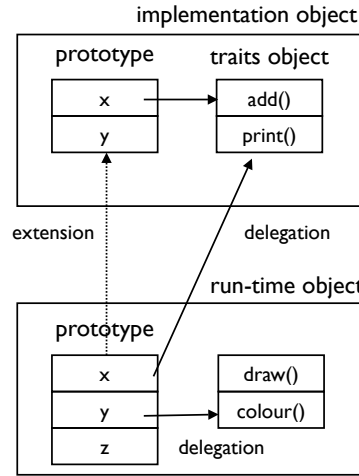 implementation object
prototype
traits object
x
add()
y
print()
extension
delegation
run-time object
prototype
x
draw()
y
colour()
z
delegation